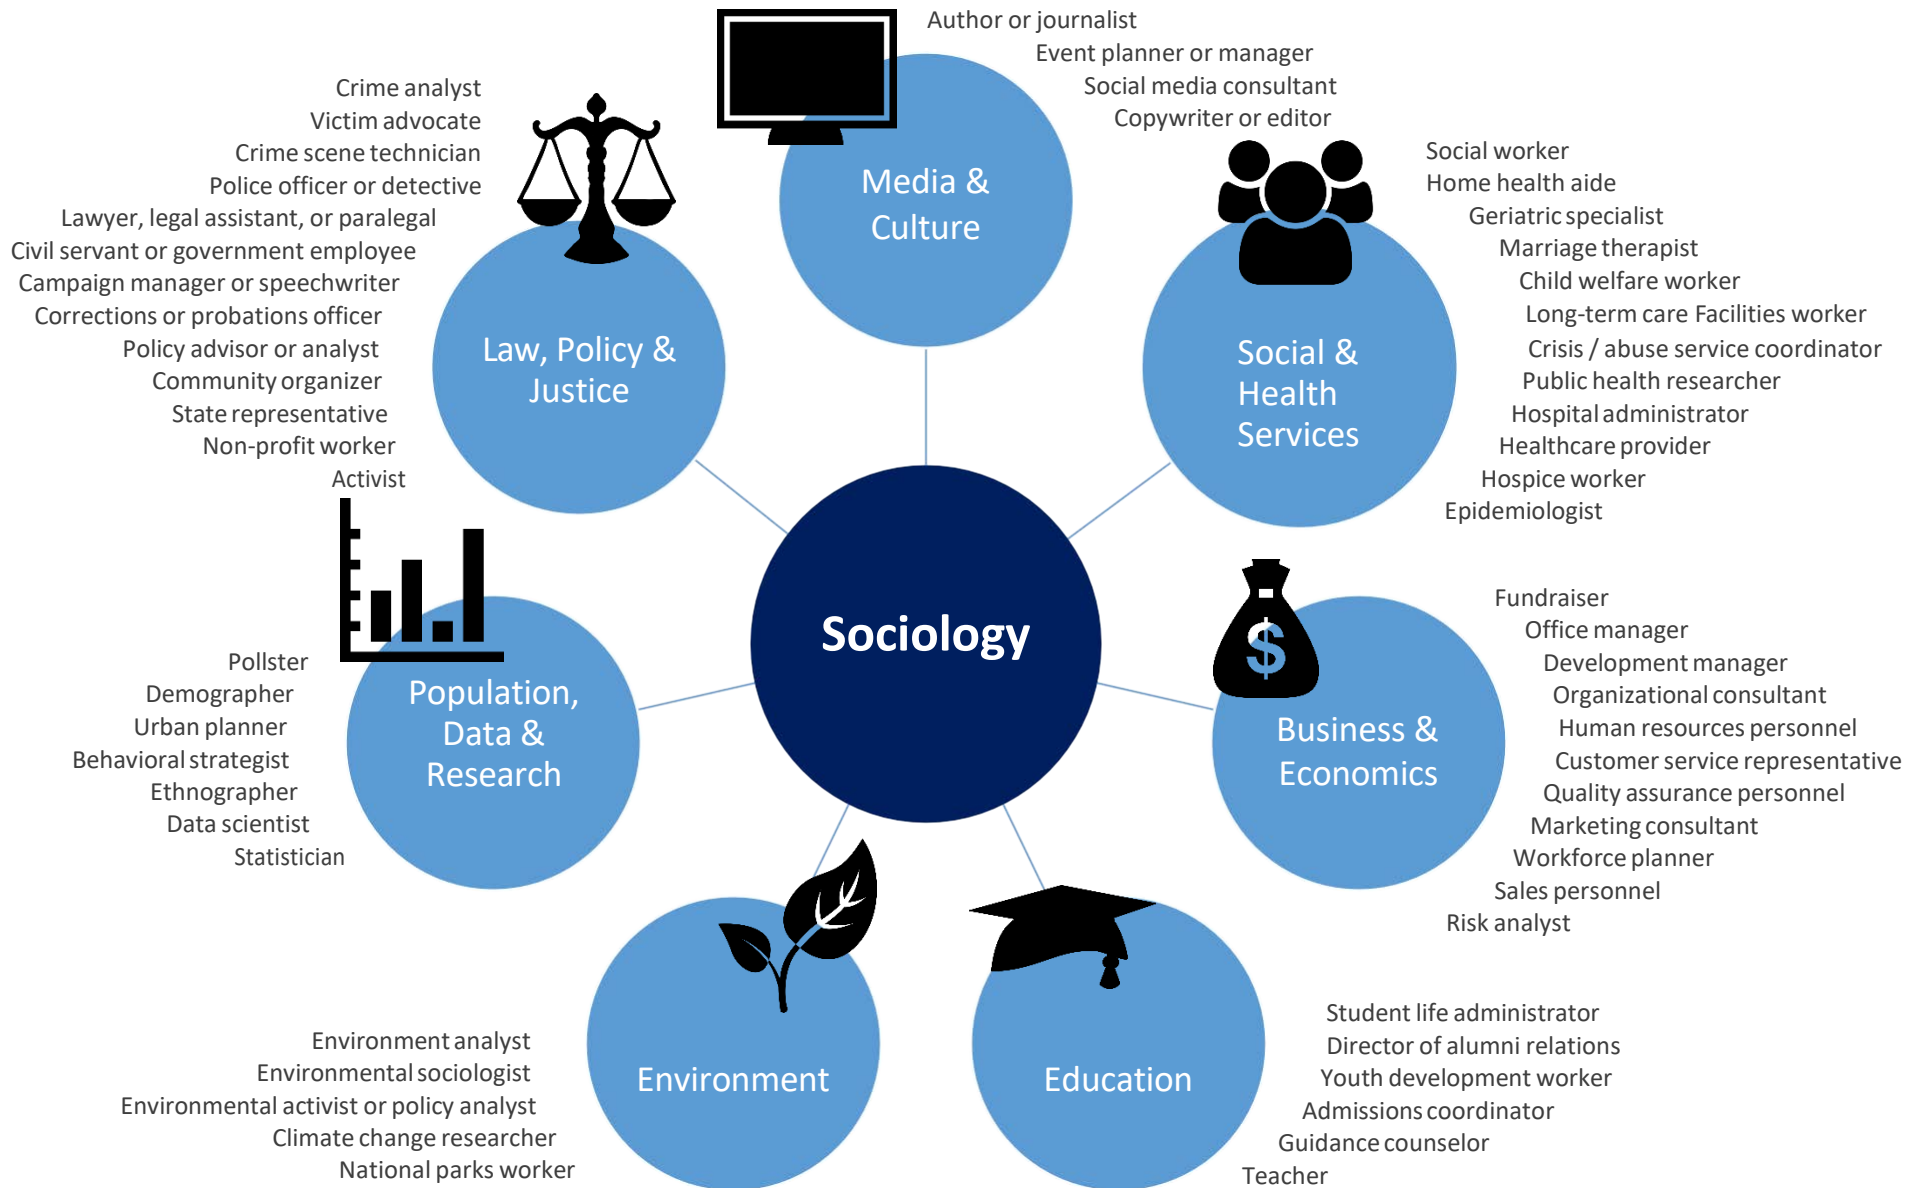 Author or journalist
Event planner or manager
Social media consultant
Copywriter or editor
Media &
Culture
Crime analyst
Victim advocate
Crime scene technician
Police officer or detective
Lawyer, legal assistant, or paralegal
Civil servant or government employee
Campaign manager or speechwriter
Corrections or probations officer
Policy advisor or analyst
Community organizer
State representative
Non-profit worker
Activist
Law, Policy &
Justice
Social worker
Home health aide
Geriatric specialist
Marriage therapist
Child welfare worker
Long-term care Facilities worker
Crisis / abuse service coordinator
Public health researcher
Hospital administrator
Healthcare provider
Hospice worker
Epidemiologist
Social &
Health
Services
Sociology
Pollster
Demographer
Urban planner
Behavioral strategist
Ethnographer
Data scientist
Statistician
Population,
Data &
Research
$
Business &
Economics
Fundraiser
Office manager
Development manager
Organizational consultant
Human resources personnel
Customer service representative
Quality assurance personnel
Marketing consultant
Workforce planner
Sales personnel
Risk analyst
Environment analyst
Environmental sociologist
Environmental activist or policy analyst
Climate change researcher
National parks worker
Environment
Education
Student life administrator
Director of alumni relations
Youth development worker
Admissions coordinator
Guidance counselor
Teacher